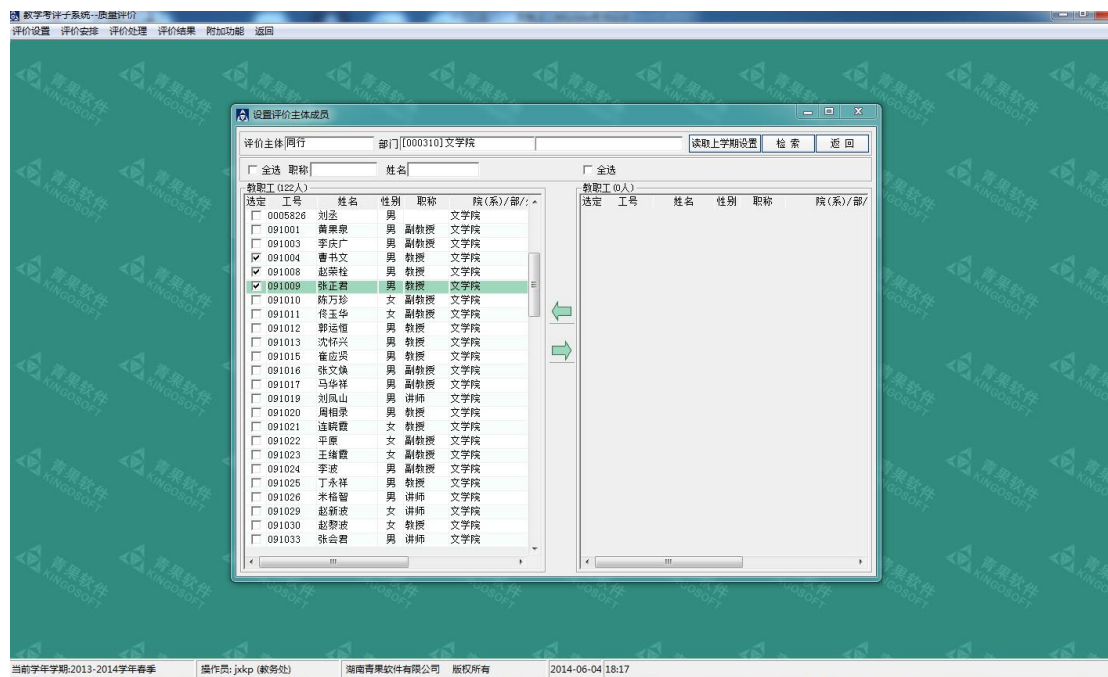 教学考评子系统--质量评价
评价设置 评价安排 评价处理 评价结果 附加功能 返回
设置评价主体成员
评价主体 同行 部门 [000310]文学院 读取上学期设置 检 索 返 回
全选 职称 姓名 全选
教职工(122人) 教职工(0人)
选定 工号 姓名 性别 职称 院(系)/部/ 选定 工号 姓名 性别 职称 院(系)/部/
0005826 刘丞 男 文学院
091001 黄果泉 男 副教授 文学院
091003 李庆广 男 副教授 文学院
091004 曹书文 男 教授 文学院
091008 赵荣栓 男 教授 文学院
091009 张正君 男 教授 文学院
091010 陈万珍 女 副教授 文学院
091011 佟玉华 女 副教授 文学院
091012 郭运恒 男 教授 文学院
091013 沈怀兴 男 教授 文学院
091015 崔应贤 男 教授 文学院
091016 张文焕 男 副教授 文学院
091017 马华祥 男 副教授 文学院
091019 刘凤山 男 讲师 文学院
091020 周相录 男 教授 文学院
091021 连晓霞 女 教授 文学院
091022 平原 女 副教授 文学院
091023 王绪霞 女 副教授 文学院
091024 李波 男 副教授 文学院
091025 丁永祥 男 教授 文学院
091026 米格智 男 讲师 文学院
091029 赵新波 女 讲师 文学院
091030 赵黎波 女 教授 文学院
091033 张会君 男 讲师 文学院
青果软件
KINGOSOFT
当前学年学期:2013-2014学年春季 操作员: jxkp (教务处) 湖南青果软件有限公司 版权所有 2014-06-04 18:17